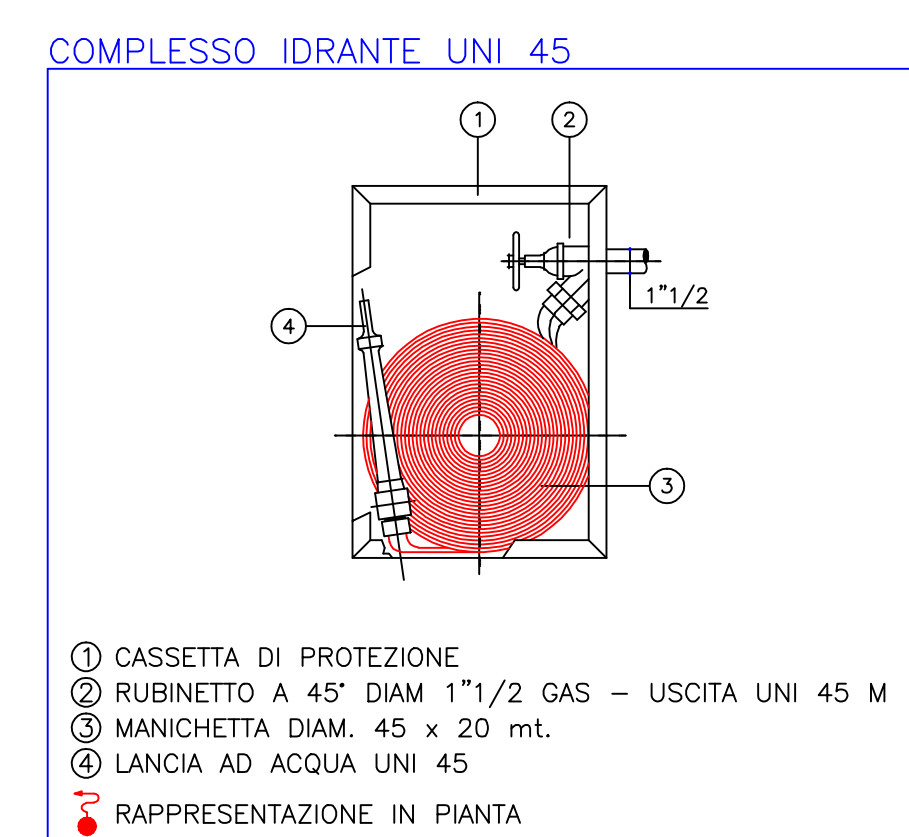 COMPLESSO IDRANTE UNI 45
1 2
1"1/2
4
3
1 CASSETTA DI PROTEZIONE
2 RUBINETTO A 45° DIAM 1"1/2 GAS – USCITA UNI 45 M
3 MANICHETTA DIAM. 45 x 20 mt.
4 LANCIA AD ACQUA UNI 45
RAPPRESENTAZIONE IN PIANTA